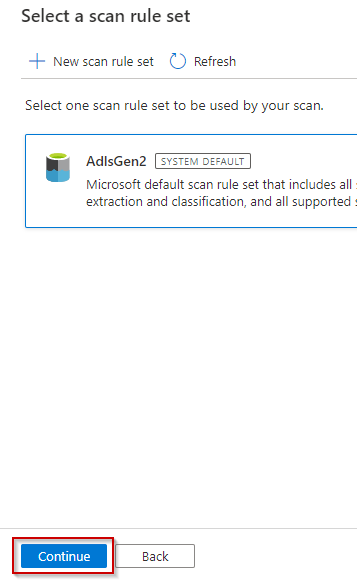 Select a scan rule set
New scan rule set Refresh
Select one scan rule set to be used by your scan.
AdlsGen2 SYSTEM DEFAULT
Microsoft default scan rule set that includes all
extraction and classification, and all supported
Continue Back